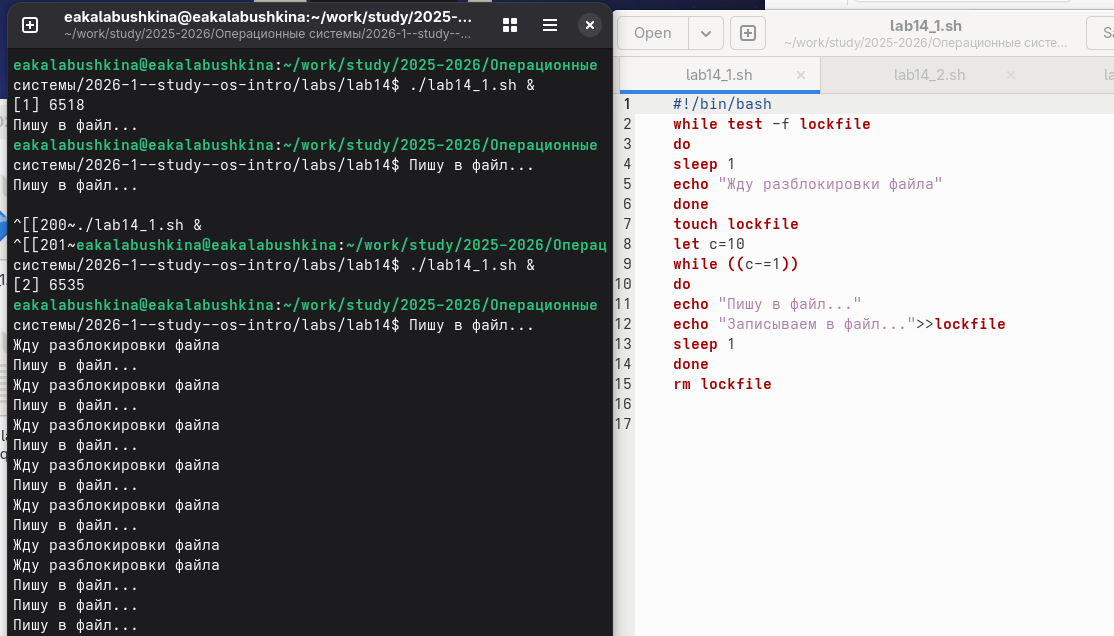 eakalabushkina@eakalabushkina:~/work/study/2025-...
~/work/study/2025-2026/Операционные системы/2026-1--study--...
eakalabushkina@eakalabushkina:~/work/study/2025-2026/Операционные
системы/2026-1--study--os-intro/labs/lab14$ ./lab14_1.sh &
[1] 6518
Пишу в файл...
eakalabushkina@eakalabushkina:~/work/study/2025-2026/Операционные
системы/2026-1--study--os-intro/labs/lab14$ Пишу в файл...
Пишу в файл...
^[[200~./lab14_1.sh &
^[[201~eakalabushkina@eakalabushkina:~/work/study/2025-2026/Операц
системы/2026-1--study--os-intro/labs/lab14$ ./lab14_1.sh &
[2] 6535
eakalabushkina@eakalabushkina:~/work/study/2025-2026/Операционные
системы/2026-1--study--os-intro/labs/lab14$ Пишу в файл...
Жду разблокировки файла
Пишу в файл...
Жду разблокировки файла
Пишу в файл...
Жду разблокировки файла
Пишу в файл...
Жду разблокировки файла
Пишу в файл...
Жду разблокировки файла
Пишу в файл...
Жду разблокировки файла
Жду разблокировки файла
Пишу в файл...
Пишу в файл...
Пишу в файл...
Open
lab14_1.sh
~/work/study/2025-2026/Операционные систе...
lab14_1.sh × lab14_2.sh ×
1 #!/bin/bash
2 while test -f lockfile
3 do
4 sleep 1
5 echo "Жду разблокировки файла"
6 done
7 touch lockfile
8 let c=10
9 while ((c-=1))
10 do
11 echo "Пишу в файл..."
12 echo "Записываем в файл...">>lockfile
13 sleep 1
14 done
15 rm lockfile
16
17